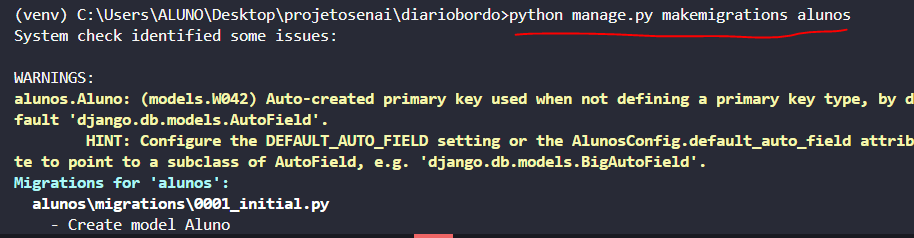 (venv) C:\Users\ALUNO\Desktop\projetosenai\diariobordo>python manage.py makemigrations alunos
System check identified some issues:
WARNINGS:
alunos.Aluno: (models.W042) Auto-created primary key used when not defining a primary key type, by de
fault 'django.db.models.AutoField'.
HINT: Configure the DEFAULT_AUTO_FIELD setting or the AlunosConfig.default_auto_field attrib
te to point to a subclass of AutoField, e.g. 'django.db.models.BigAutoField'.
Migrations for 'alunos':
alunos\migrations\0001_initial.py
- Create model Aluno